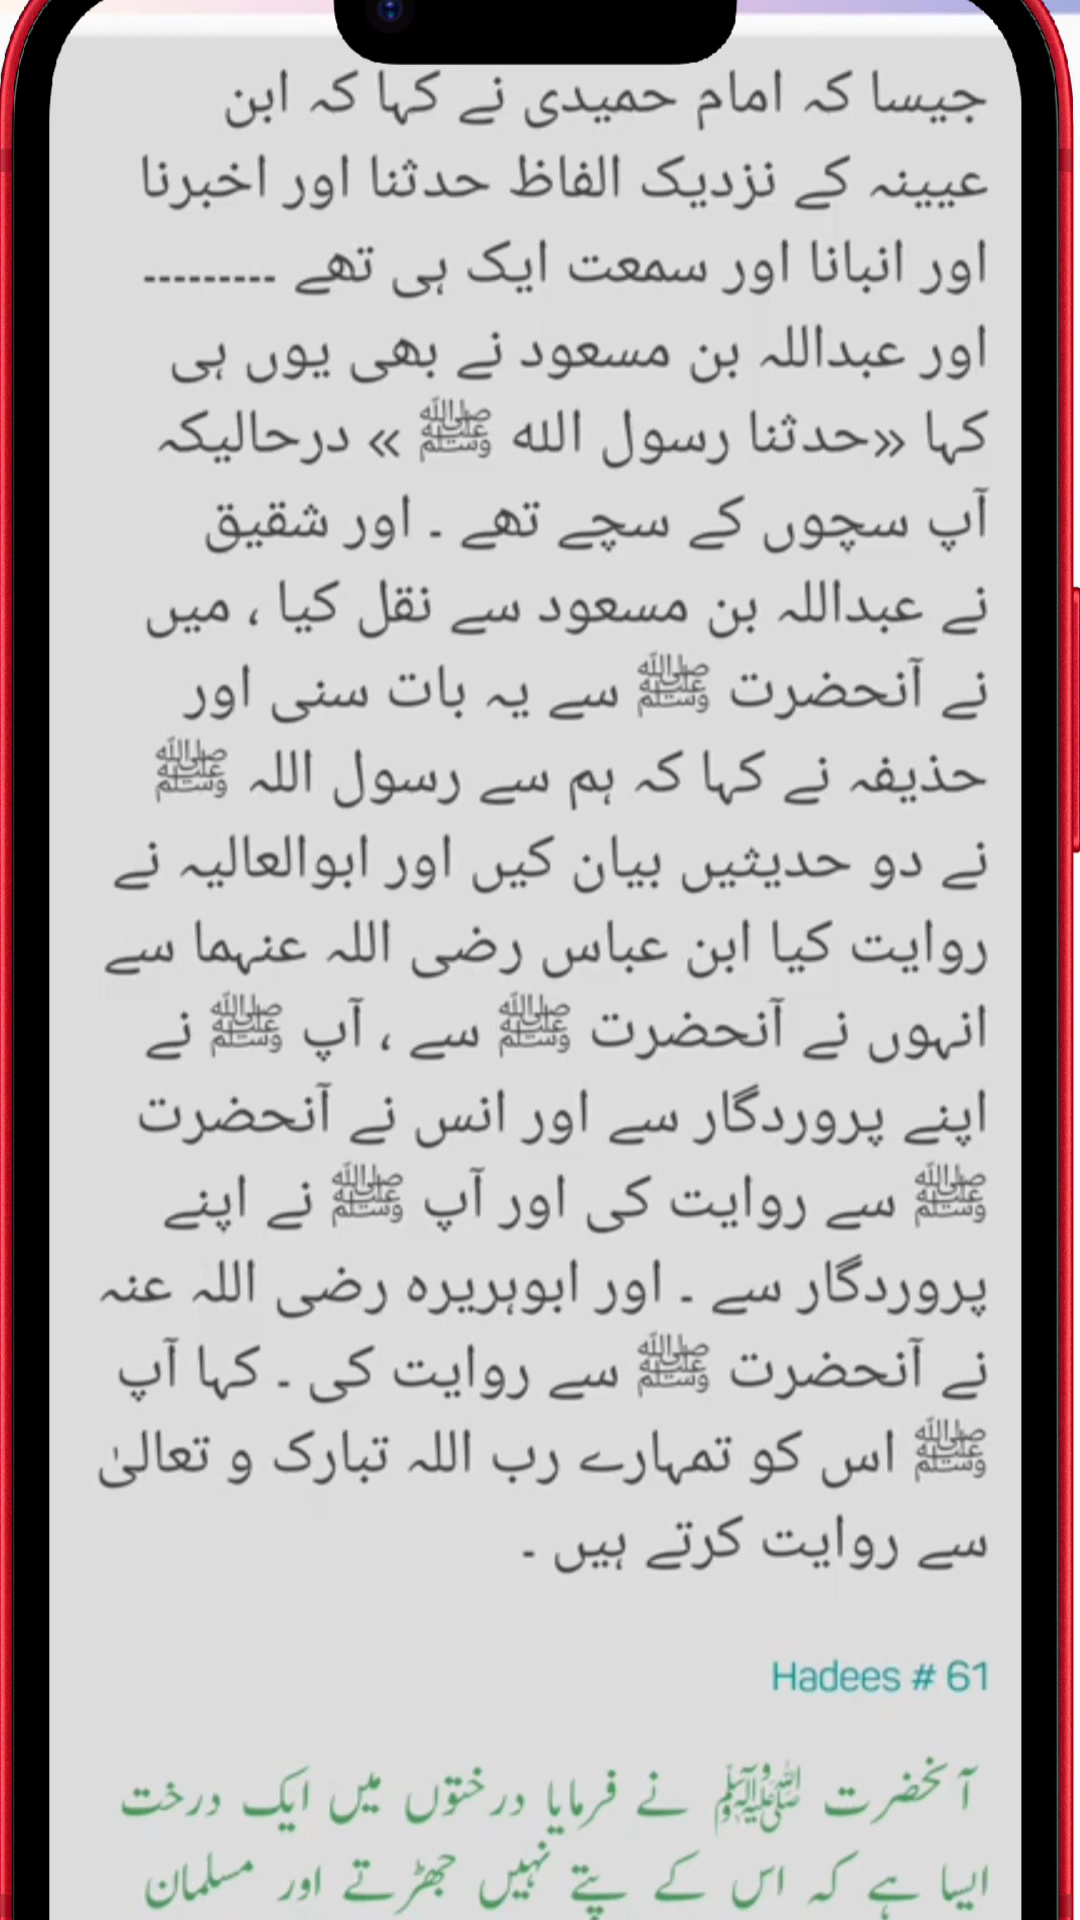 جیسا کہ امام حمیدی نے کہا کہ ابن
عیینہ کے نزدیک الفاظ حدثنا اور اخبرنا
اور انبانا اور سمعت ایک ہی تھے ---------
اور عبداللہ بن مسعود نے بھی یوں ہی
کہا «حدثنا رسول الله ﷺ » درحالیکہ
آپ سچوں کے سچے تھے ۔ اور شقیق
نے عبداللہ بن مسعود سے نقل کیا ، میں
نے آنحضرت ﷺ سے یہ بات سنی اور
حذیفہ نے کہا کہ ہم سے رسول اللہ ﷺ
نے دو حدیثیں بیان کیں اور ابوالعالیہ نے
روایت کیا ابن عباس رضی اللہ عنہما سے
انہوں نے آنحضرت ﷺ سے ، آپ ﷺ نے
اپنے پروردگار سے اور انس نے آنحضرت
ﷺ سے روایت کی اور آپ ﷺ نے اپنے
پروردگار سے ۔ اور ابوہریرہ رضی اللہ عنہ
نے آنحضرت ﷺ سے روایت کی ۔ کہا آپ
ﷺ اس کو تمہارے رب اللہ تبارک و تعالیٰ
سے روایت کرتے ہیں ۔
Hadees # 61
آنحضرت ﷺ نے فرمایا درختوں میں ایک درخت
ایسا ہے کہ اس کے پتے نہیں جھڑتے اور مسلمان